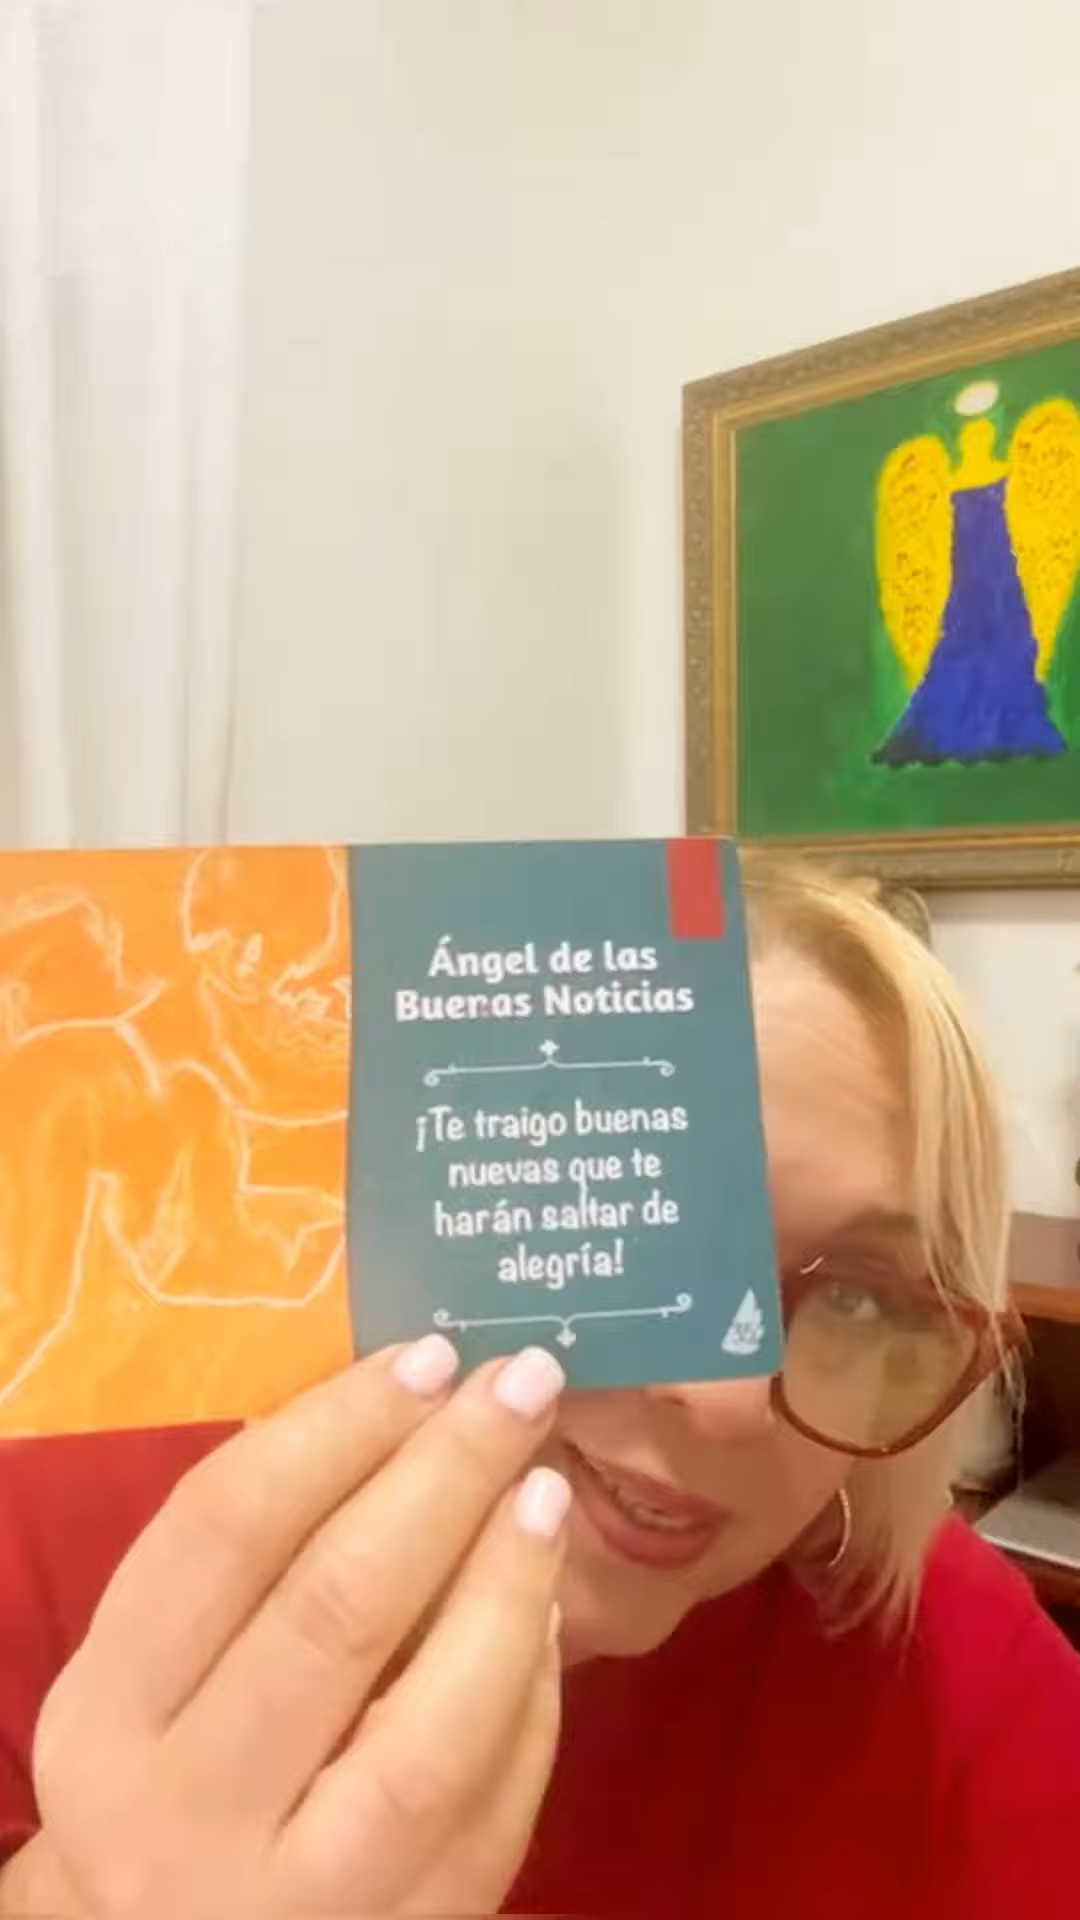 Ángel de las
Buenas Noticias
¡Te traigo buenas
nuevas que te
harán saltar de
alegría!